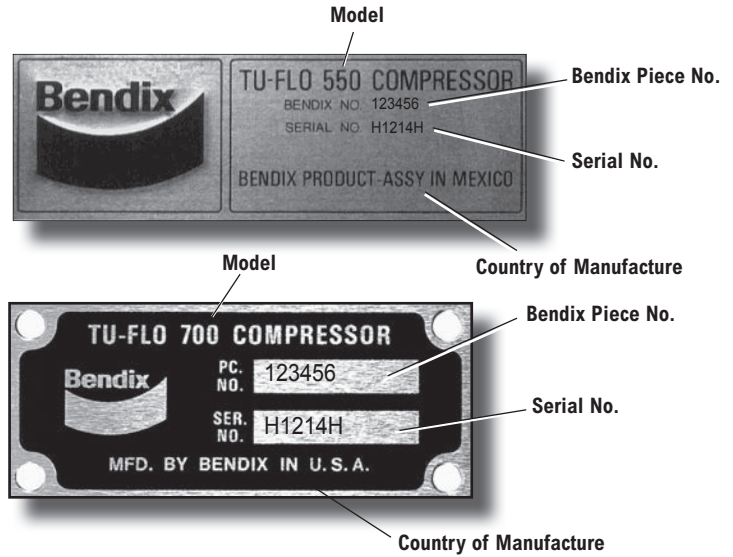 Model
Bendix
TU-FLO 550 COMPRESSOR
BENDIX NO. 123456
SERIAL NO. H1214H
BENDIX PRODUCT-ASSY IN MEXICO
Bendix Piece No.
Serial No.
Country of Manufacture
Model
TU-FLO 700 COMPRESSOR
Bendix
PC. NO. 123456
SER. NO. H1214H
MFD. BY BENDIX IN U.S.A.
Bendix Piece No.
Serial No.
Country of Manufacture